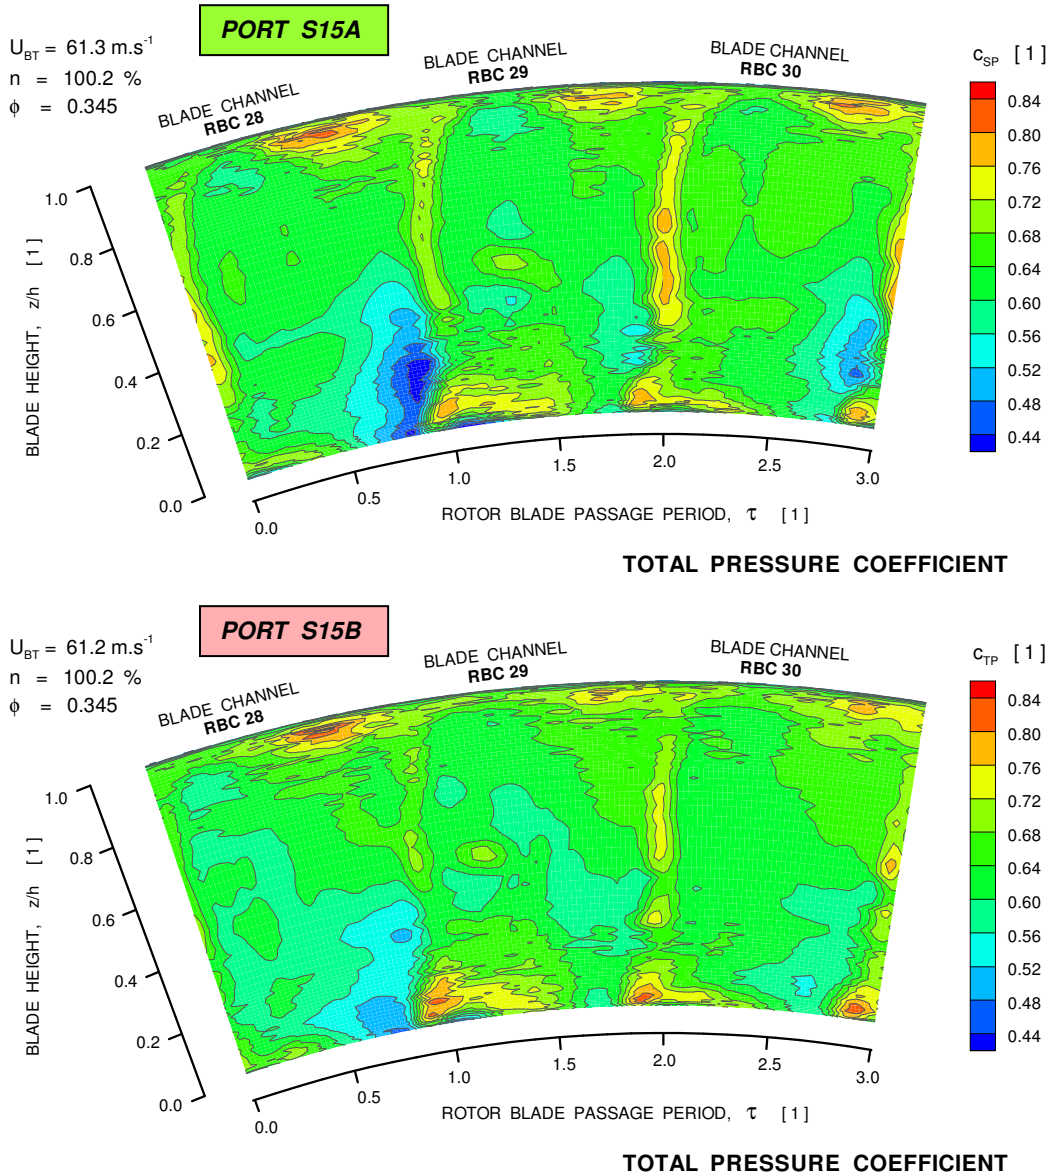 PORT S15A
U_BT = 61.3 m.s⁻¹
n = 100.2 %
ϕ = 0.345
BLADE CHANNEL
RBC 28
BLADE CHANNEL
RBC 29
BLADE CHANNEL
RBC 30
c_SP [ 1 ]
0.84
0.80
0.76
0.72
0.68
0.64
0.60
0.56
0.52
0.48
0.44
BLADE HEIGHT, z/h [ 1 ]
1.0
0.8
0.6
0.4
0.2
0.0
0.0
0.5
1.0
1.5
2.0
2.5
3.0
ROTOR BLADE PASSAGE PERIOD, τ [ 1 ]
TOTAL PRESSURE COEFFICIENT
PORT S15B
U_BT = 61.2 m.s⁻¹
n = 100.2 %
ϕ = 0.345
BLADE CHANNEL
RBC 28
BLADE CHANNEL
RBC 29
BLADE CHANNEL
RBC 30
c_TP [ 1 ]
0.84
0.80
0.76
0.72
0.68
0.64
0.60
0.56
0.52
0.48
0.44
BLADE HEIGHT, z/h [ 1 ]
1.0
0.8
0.6
0.4
0.2
0.0
0.0
0.5
1.0
1.5
2.0
2.5
3.0
ROTOR BLADE PASSAGE PERIOD, τ [ 1 ]
TOTAL PRESSURE COEFFICIENT